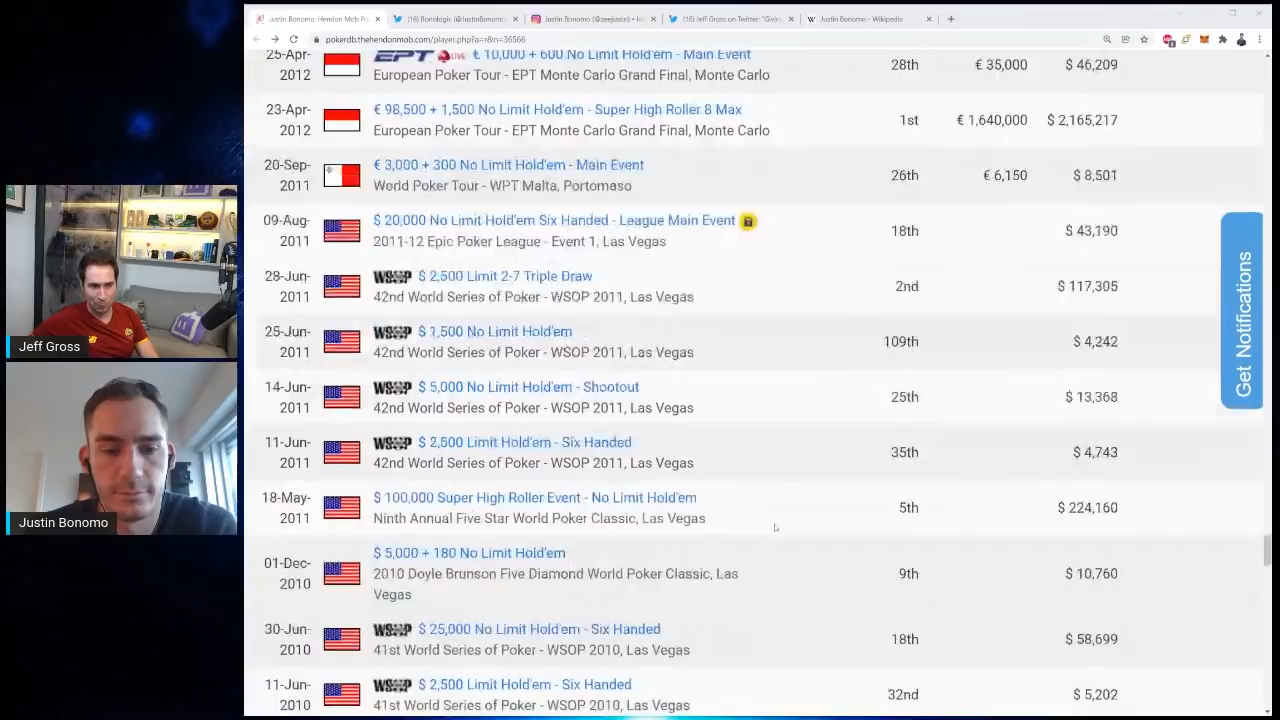 Justin Bonomo: Hendon Mob Po
(16) Bonologic (@JustinBonomo
Justin Bonomo (@zeejustin) • In
(16) Jeff Gross on Twitter: "Givin
Justin Bonomo - Wikipedia
pokerdb.thehendonmob.com/player.php?a=r&n=36566
25-Apr-
2012
EPT LIVE € 10,000 + 600 No Limit Hold'em - Main Event
European Poker Tour - EPT Monte Carlo Grand Final, Monte Carlo
28th € 35,000 $ 46,209
23-Apr-
2012
€ 98,500 + 1,500 No Limit Hold'em - Super High Roller 8 Max
European Poker Tour - EPT Monte Carlo Grand Final, Monte Carlo
1st € 1,640,000 $ 2,165,217
20-Sep-
2011
€ 3,000 + 300 No Limit Hold'em - Main Event
World Poker Tour - WPT Malta, Portomaso
26th € 6,150 $ 8,501
09-Aug-
2011
$ 20,000 No Limit Hold'em Six Handed - League Main Event
2011-12 Epic Poker League - Event 1, Las Vegas
18th $ 43,190
28-Jun-
2011
WSOP $ 2,500 Limit 2-7 Triple Draw
42nd World Series of Poker - WSOP 2011, Las Vegas
2nd $ 117,305
25-Jun-
2011
WSOP $ 1,500 No Limit Hold'em
42nd World Series of Poker - WSOP 2011, Las Vegas
109th $ 4,242
14-Jun-
2011
WSOP $ 5,000 No Limit Hold'em - Shootout
42nd World Series of Poker - WSOP 2011, Las Vegas
25th $ 13,368
11-Jun-
2011
WSOP $ 2,500 Limit Hold'em - Six Handed
42nd World Series of Poker - WSOP 2011, Las Vegas
35th $ 4,743
18-May-
2011
$ 100,000 Super High Roller Event - No Limit Hold'em
Ninth Annual Five Star World Poker Classic, Las Vegas
5th $ 224,160
01-Dec-
2010
$ 5,000 + 180 No Limit Hold'em
2010 Doyle Brunson Five Diamond World Poker Classic, Las
Vegas
9th $ 10,760
30-Jun-
2010
WSOP $ 25,000 No Limit Hold'em - Six Handed
41st World Series of Poker - WSOP 2010, Las Vegas
18th $ 58,699
11-Jun-
2010
WSOP $ 2,500 Limit Hold'em - Six Handed
41st World Series of Poker - WSOP 2010, Las Vegas
32nd $ 5,202
Get Notifications
Jeff Gross
Justin Bonomo